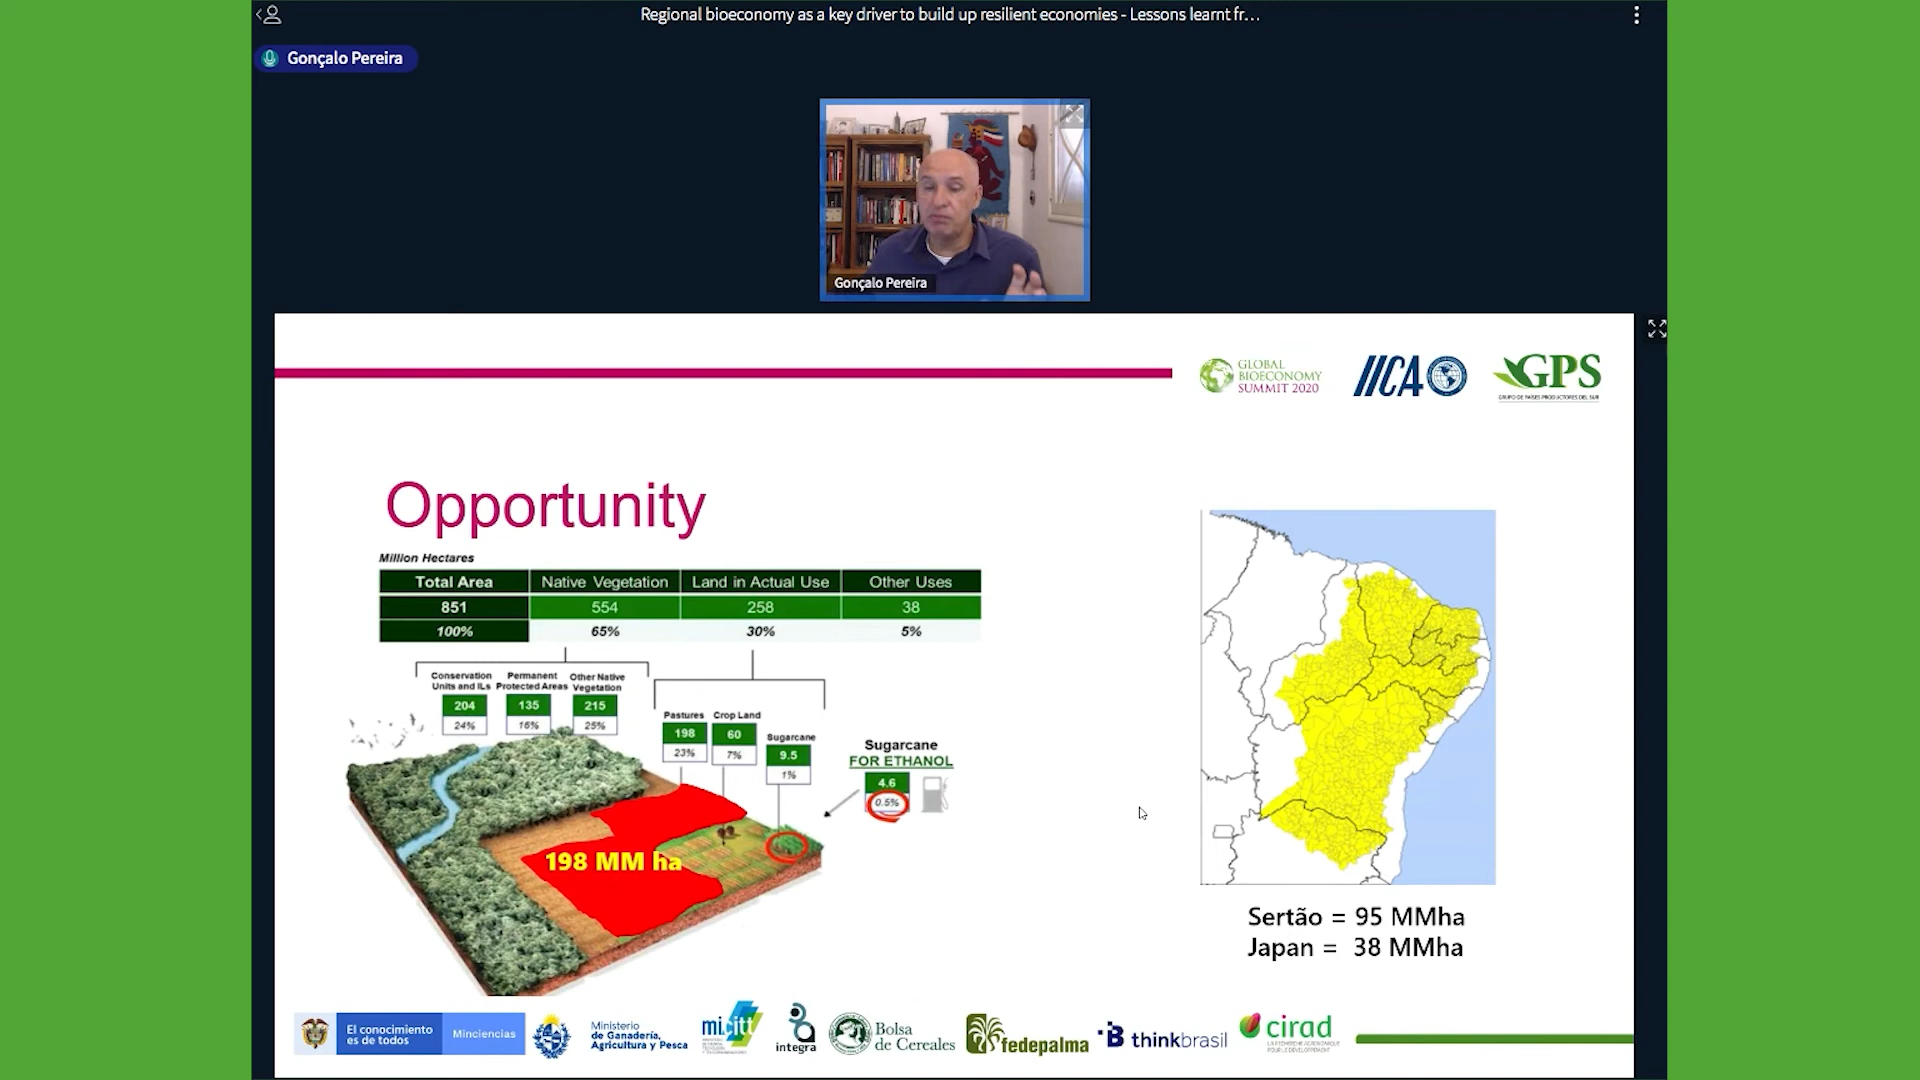 Regional bioeconomy as a key driver to build up resilient economies - Lessons learnt fr...
Gonçalo Pereira
Gonçalo Pereira
GLOBAL
BIOECONOMY
SUMMIT 2020
IICA
GPS
GRUPO DE PAÍSES PRODUCTORES DEL SUR
Opportunity
Million Hectares
Total Area Native Vegetation Land in Actual Use Other Uses
851 554 258 38
100% 65% 30% 5%
Conservation Units and ILs
Permanent Protected Areas
Other Native Vegetation
204 135 215
24% 16% 25%
Pastures Crop Land Sugarcane
198 60 9.5
23% 7% 1%
Sugarcane
FOR ETHANOL
4.6
0.5%
198 MM ha
Sertão = 95 MMha
Japan = 38 MMha
El conocimiento
es de todos
Minciencias
Ministerio
de Ganadería,
Agricultura y Pesca
micitt
integra
Bolsa
de Cereales
fedepalma
B thinkbrasil
cirad
LA RECHERCHE AGRONOMIQUE
POUR LE DÉVELOPPEMENT